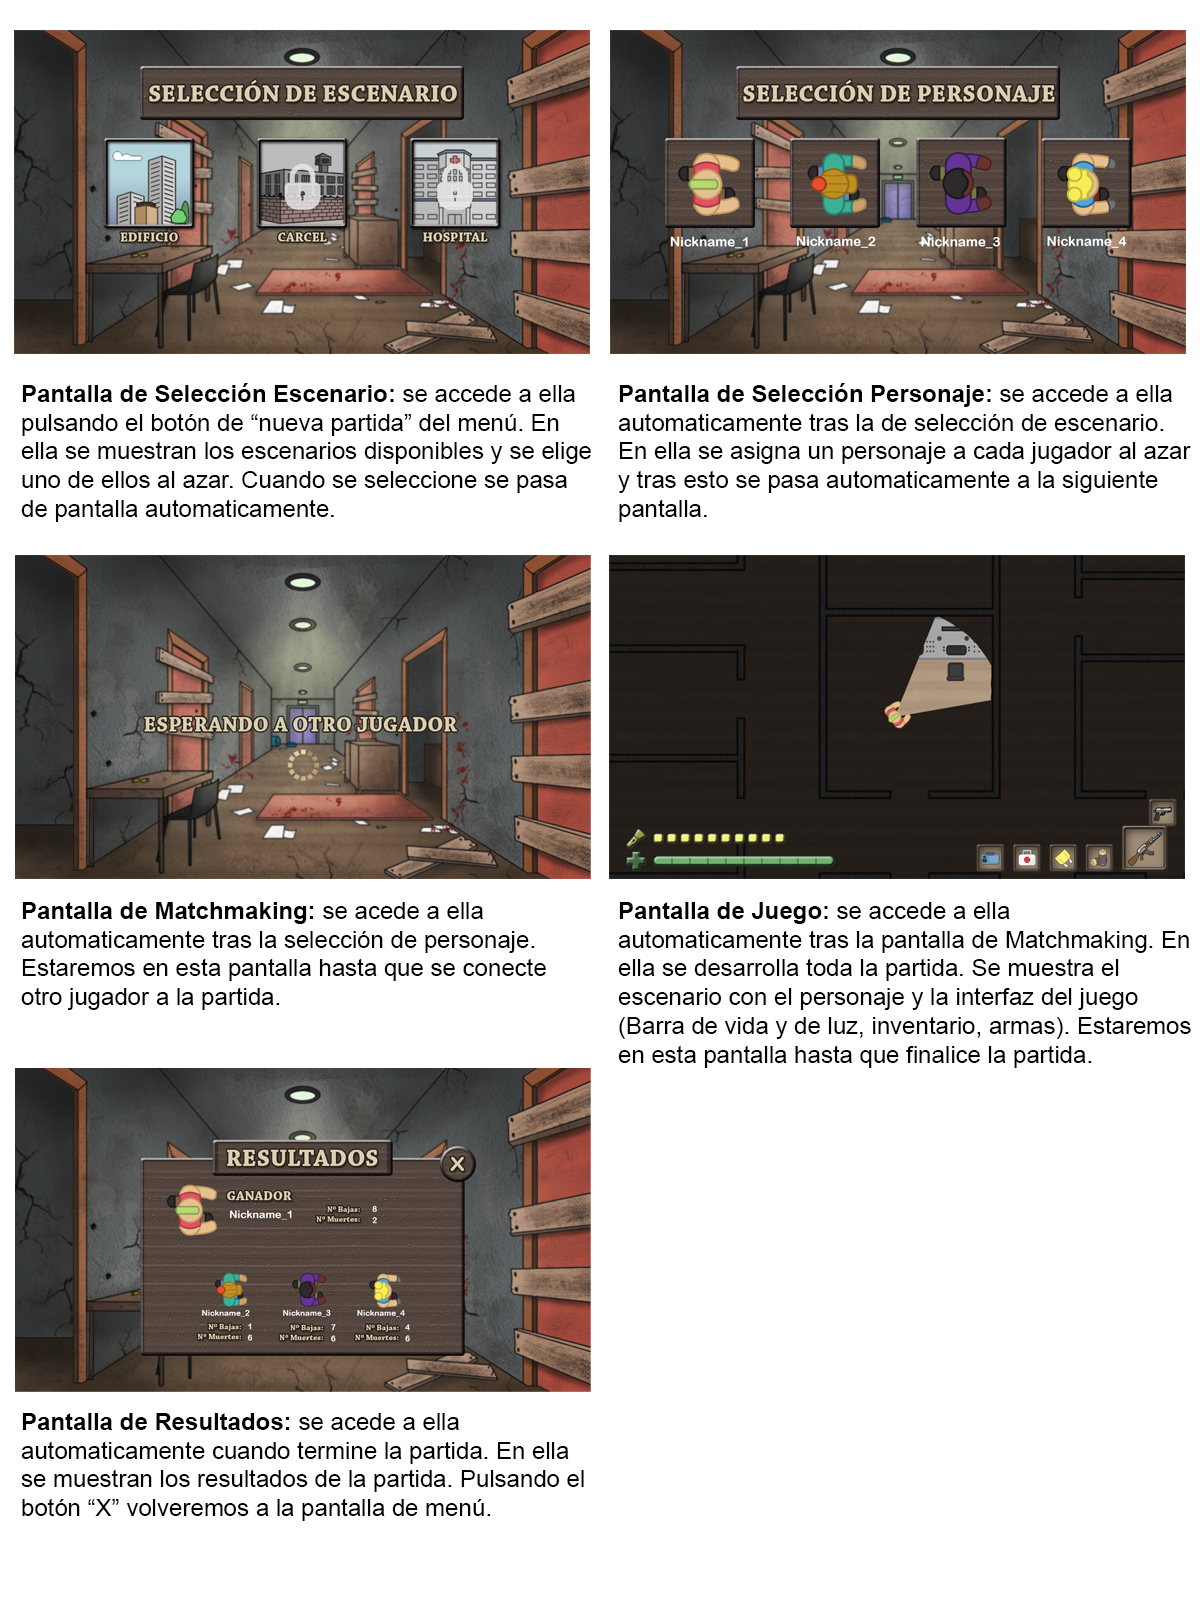 SELECCIÓN DE ESCENARIO
EDIFICIO
CARCEL
HOSPITAL
SELECCIÓN DE PERSONAJE
Nickname_1
Nickname_2
Nickname_3
Nickname_4
Pantalla de Selección Escenario: se accede a ella
pulsando el botón de “nueva partida” del menú. En
ella se muestran los escenarios disponibles y se elige
uno de ellos al azar. Cuando se seleccione se pasa
de pantalla automaticamente.
Pantalla de Selección Personaje: se accede a ella
automaticamente tras la de selección de escenario.
En ella se asigna un personaje a cada jugador al azar
y tras esto se pasa automaticamente a la siguiente
pantalla.
ESPERANDO A OTRO JUGADOR
Pantalla de Matchmaking: se acede a ella
automaticamente tras la selección de personaje.
Estaremos en esta pantalla hasta que se conecte
otro jugador a la partida.
Pantalla de Juego: se accede a ella
automaticamente tras la pantalla de Matchmaking. En
ella se desarrolla toda la partida. Se muestra el
escenario con el personaje y la interfaz del juego
(Barra de vida y de luz, inventario, armas). Estaremos
en esta pantalla hasta que finalice la partida.
RESULTADOS
X
GANADOR
Nickname_1
Nº Bajas: 8
Nº Muertes: 2
Nickname_2
Nº Bajas: 1
Nº Muertes: 6
Nickname_3
Nº Bajas: 7
Nº Muertes: 6
Nickname_4
Nº Bajas: 4
Nº Muertes: 6
Pantalla de Resultados: se acede a ella
automaticamente cuando termine la partida. En ella
se muestran los resultados de la partida. Pulsando el
botón “X” volveremos a la pantalla de menú.